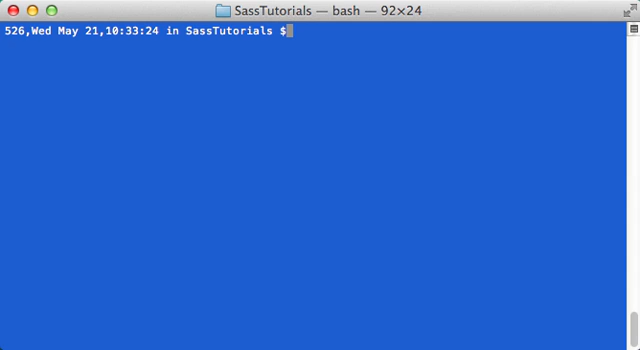 SassTutorials — bash — 92×24
526,Wed May 21,10:33:24 in SassTutorials $